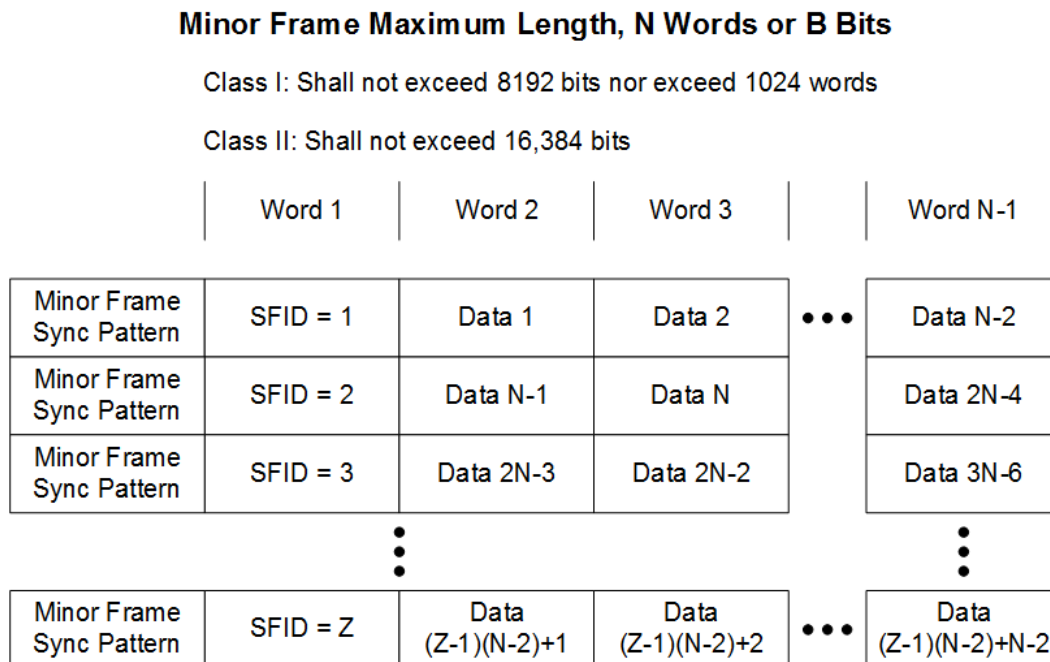 Minor Frame Maximum Length, N Words or B Bits
Class I: Shall not exceed 8192 bits nor exceed 1024 words
Class II: Shall not exceed 16,384 bits
Word 1 Word 2 Word 3 Word N-1
Minor Frame
Sync Pattern
SFID = 1 Data 1 Data 2 Data N-2
Minor Frame
Sync Pattern
SFID = 2 Data N-1 Data N Data 2N-4
Minor Frame
Sync Pattern
SFID = 3 Data 2N-3 Data 2N-2 Data 3N-6
Minor Frame
Sync Pattern
SFID = Z
Data
(Z-1)(N-2)+1
Data
(Z-1)(N-2)+2
Data
(Z-1)(N-2)+N-2